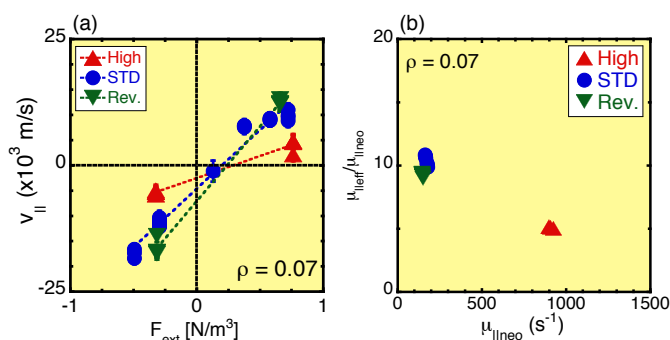 (a)
High
STD
Rev.
25
0
-25
-1
0
1
v|| (x10³ m/s)
ρ = 0.07
F_ext [N/m³]
(b)
ρ = 0.07
High
STD
Rev.
20
10
0
0
500
1000
1500
μ||eff/μ||neo
μ||neo (s⁻¹)